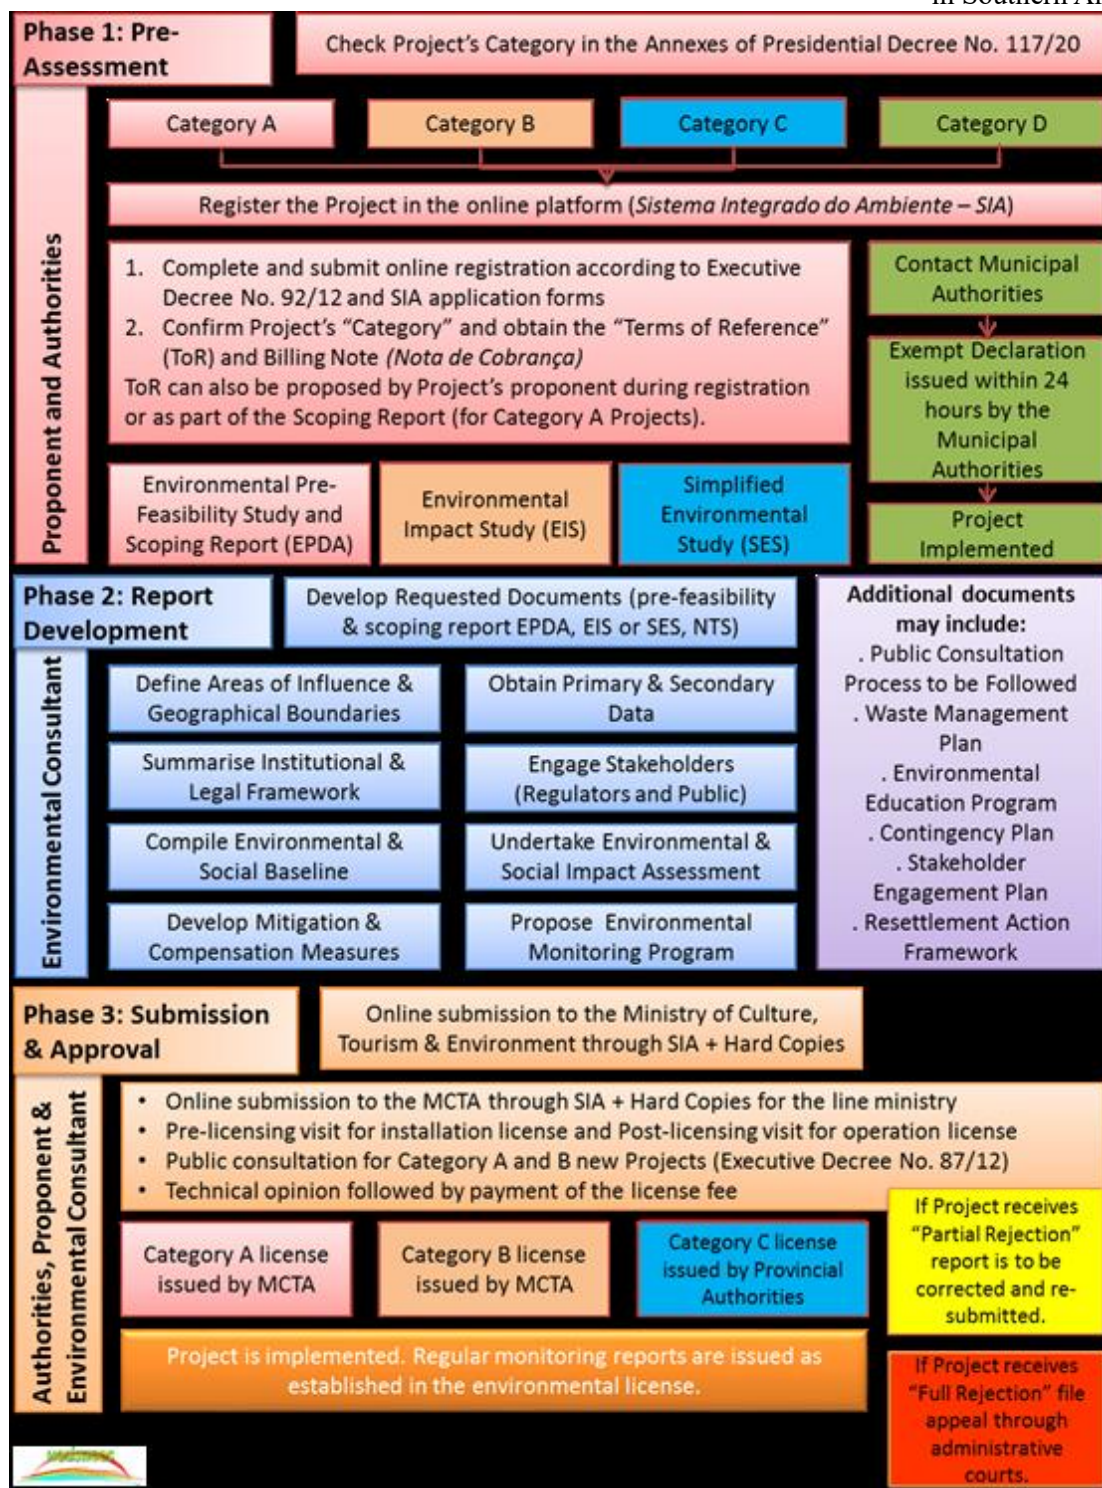 in Southern
Phase 1: Pre-
Assessment
Check Project's Category in the Annexes of Presidential Decree No. 117/20
Proponent and Authorities
Category A
Category B
Category C
Category D
Register the Project in the online platform (Sistema Integrado do Ambiente – SIA)
1. Complete and submit online registration according to Executive
Decree No. 92/12 and SIA application forms
2. Confirm Project's "Category" and obtain the "Terms of Reference"
(ToR) and Billing Note (Nota de Cobrança)
ToR can also be proposed by Project's proponent during registration
or as part of the Scoping Report (for Category A Projects).
Contact Municipal
Authorities
Exempt Declaration
issued within 24
hours by the
Municipal
Authorities
Project
Implemented
Environmental Pre-
Feasibility Study and
Scoping Report (EPDA)
Environmental
Impact Study (EIS)
Simplified
Environmental
Study (SES)
Phase 2: Report
Development
Develop Requested Documents (pre-feasibility
& scoping report EPDA, EIS or SES, NTS)
Environmental Consultant
Define Areas of Influence &
Geographical Boundaries
Obtain Primary & Secondary
Data
Summarise Institutional &
Legal Framework
Engage Stakeholders
(Regulators and Public)
Compile Environmental &
Social Baseline
Undertake Environmental &
Social Impact Assessment
Develop Mitigation &
Compensation Measures
Propose Environmental
Monitoring Program
Additional documents
may include:
. Public Consultation
Process to be Followed
. Waste Management
Plan
. Environmental
Education Program
. Contingency Plan
. Stakeholder
Engagement Plan
. Resettlement Action
Framework
Phase 3: Submission
& Approval
Online submission to the Ministry of Culture,
Tourism & Environment through SIA + Hard Copies
Authorities, Proponent &
Environmental Consultant
• Online submission to the MCTA through SIA + Hard Copies for the line ministry
• Pre-licensing visit for installation license and Post-licensing visit for operation license
• Public consultation for Category A and B new Projects (Executive Decree No. 87/12)
• Technical opinion followed by payment of the license fee
Category A license
issued by MCTA
Category B license
issued by MCTA
Category C license
issued by Provincial
Authorities
Project is implemented. Regular monitoring reports are issued as
established in the environmental license.
If Project receives
"Partial Rejection"
report is to be
corrected and re-
submitted.
If Project receives
"Full Rejection" file
appeal through
administrative
courts.